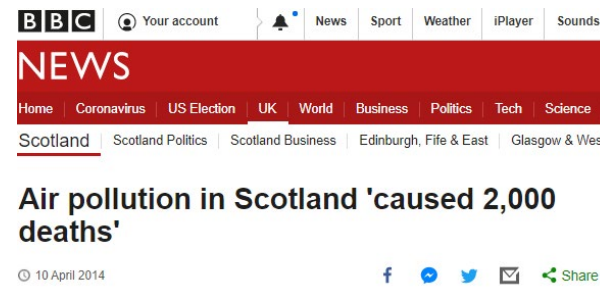 BBC Your account News Sport Weather iPlayer Sounds
NEWS
Home Coronavirus US Election UK World Business Politics Tech Science
Scotland Scotland Politics Scotland Business Edinburgh, Fife & East Glasgow & Wes
Air pollution in Scotland 'caused 2,000
deaths'
10 April 2014 Share